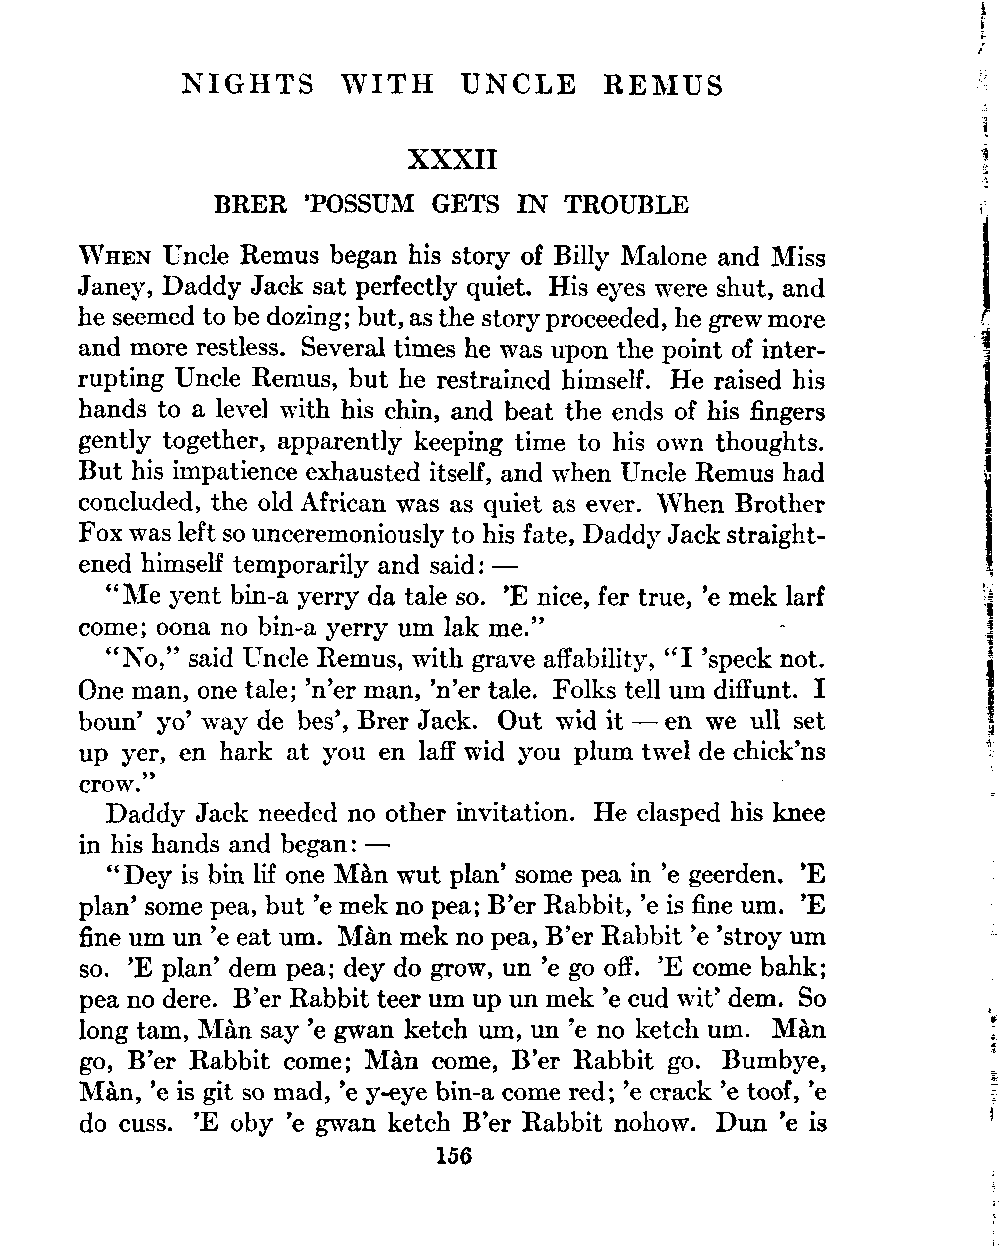 NIGHTS WITH UNCLE REMUS
XXXII
BRER 'POSSUM GETS IN TROUBLE
WHEN Uncle Remus began his story of Billy Malone and Miss
Janey, Daddy Jack sat perfectly quiet. His eyes were shut, and
he seemed to be dozing; but, as the story proceeded, he grew more
and more restless. Several times he was upon the point of inter-
rupting Uncle Remus, but he restrained himself. He raised his
hands to a level with his chin, and beat the ends of his fingers
gently together, apparently keeping time to his own thoughts.
But his impatience exhausted itself, and when Uncle Remus had
concluded, the old African was as quiet as ever. When Brother
Fox was left so unceremoniously to his fate, Daddy Jack straight-
ened himself temporarily and said: —
"Me yent bin-a yerry da tale so. 'E nice, fer true, 'e mek larf
come; oona no bin-a yerry um lak me."
"No," said Uncle Remus, with grave affability, "I 'speck not.
One man, one tale; 'n'er man, 'n'er tale. Folks tell um diffunt. I
boun' yo' way de bes', Brer Jack. Out wid it — en we ull set
up yer, en hark at you en laff wid you plum twel de chick'ns
crow."
Daddy Jack needed no other invitation. He clasped his knee
in his hands and began: —
"Dey is bin lif one Màn wut plan' some pea in 'e geerden. 'E
plan' some pea, but 'e mek no pea; B'er Rabbit, 'e is fine um. 'E
fine um un 'e eat um. Màn mek no pea, B'er Rabbit 'e 'stroy um
so. 'E plan' dem pea; dey do grow, un 'e go off. 'E come bahk;
pea no dere. B'er Rabbit teer um up un mek 'e cud wit' dem. So
long tam, Màn say 'e gwan ketch um, un 'e no ketch um. Màn
go, B'er Rabbit come; Màn come, B'er Rabbit go. Bumbye,
Màn, 'e is git so mad, 'e y-eye bin-a come red; 'e crack 'e toof, 'e
do cuss. 'E oby 'e gwan ketch B'er Rabbit nohow. Dun 'e is
156